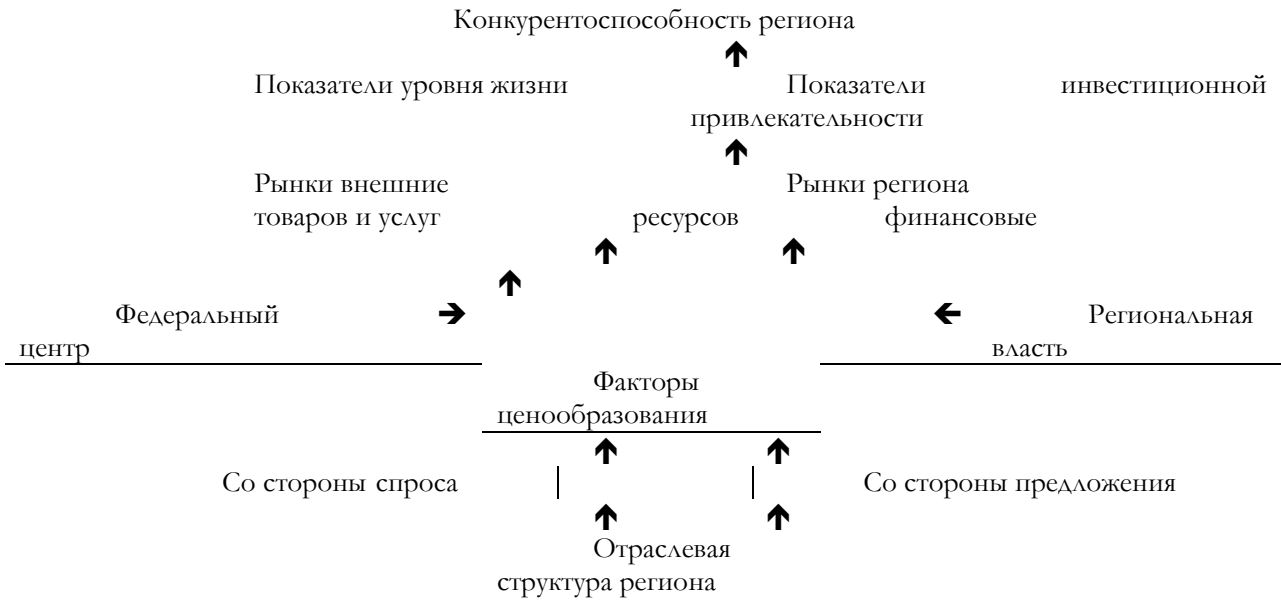 Конкурентоспособность региона
Показатели уровня жизни Показатели инвестиционной
привлекательности
Рынки внешние Рынки региона
товаров и услуг ресурсов финансовые
Федеральный Региональная
центр власть
Факторы
ценообразования
Со стороны спроса Со стороны предложения
Отраслевая
структура региона